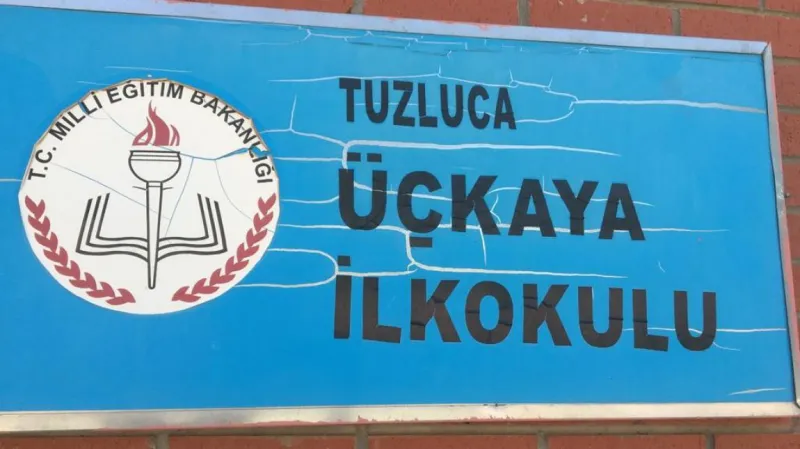 T.C. MİLLİ EĞİTİM BAKANLIĞI
TUZLUCA
ÜÇKAYA
İLKOKULU